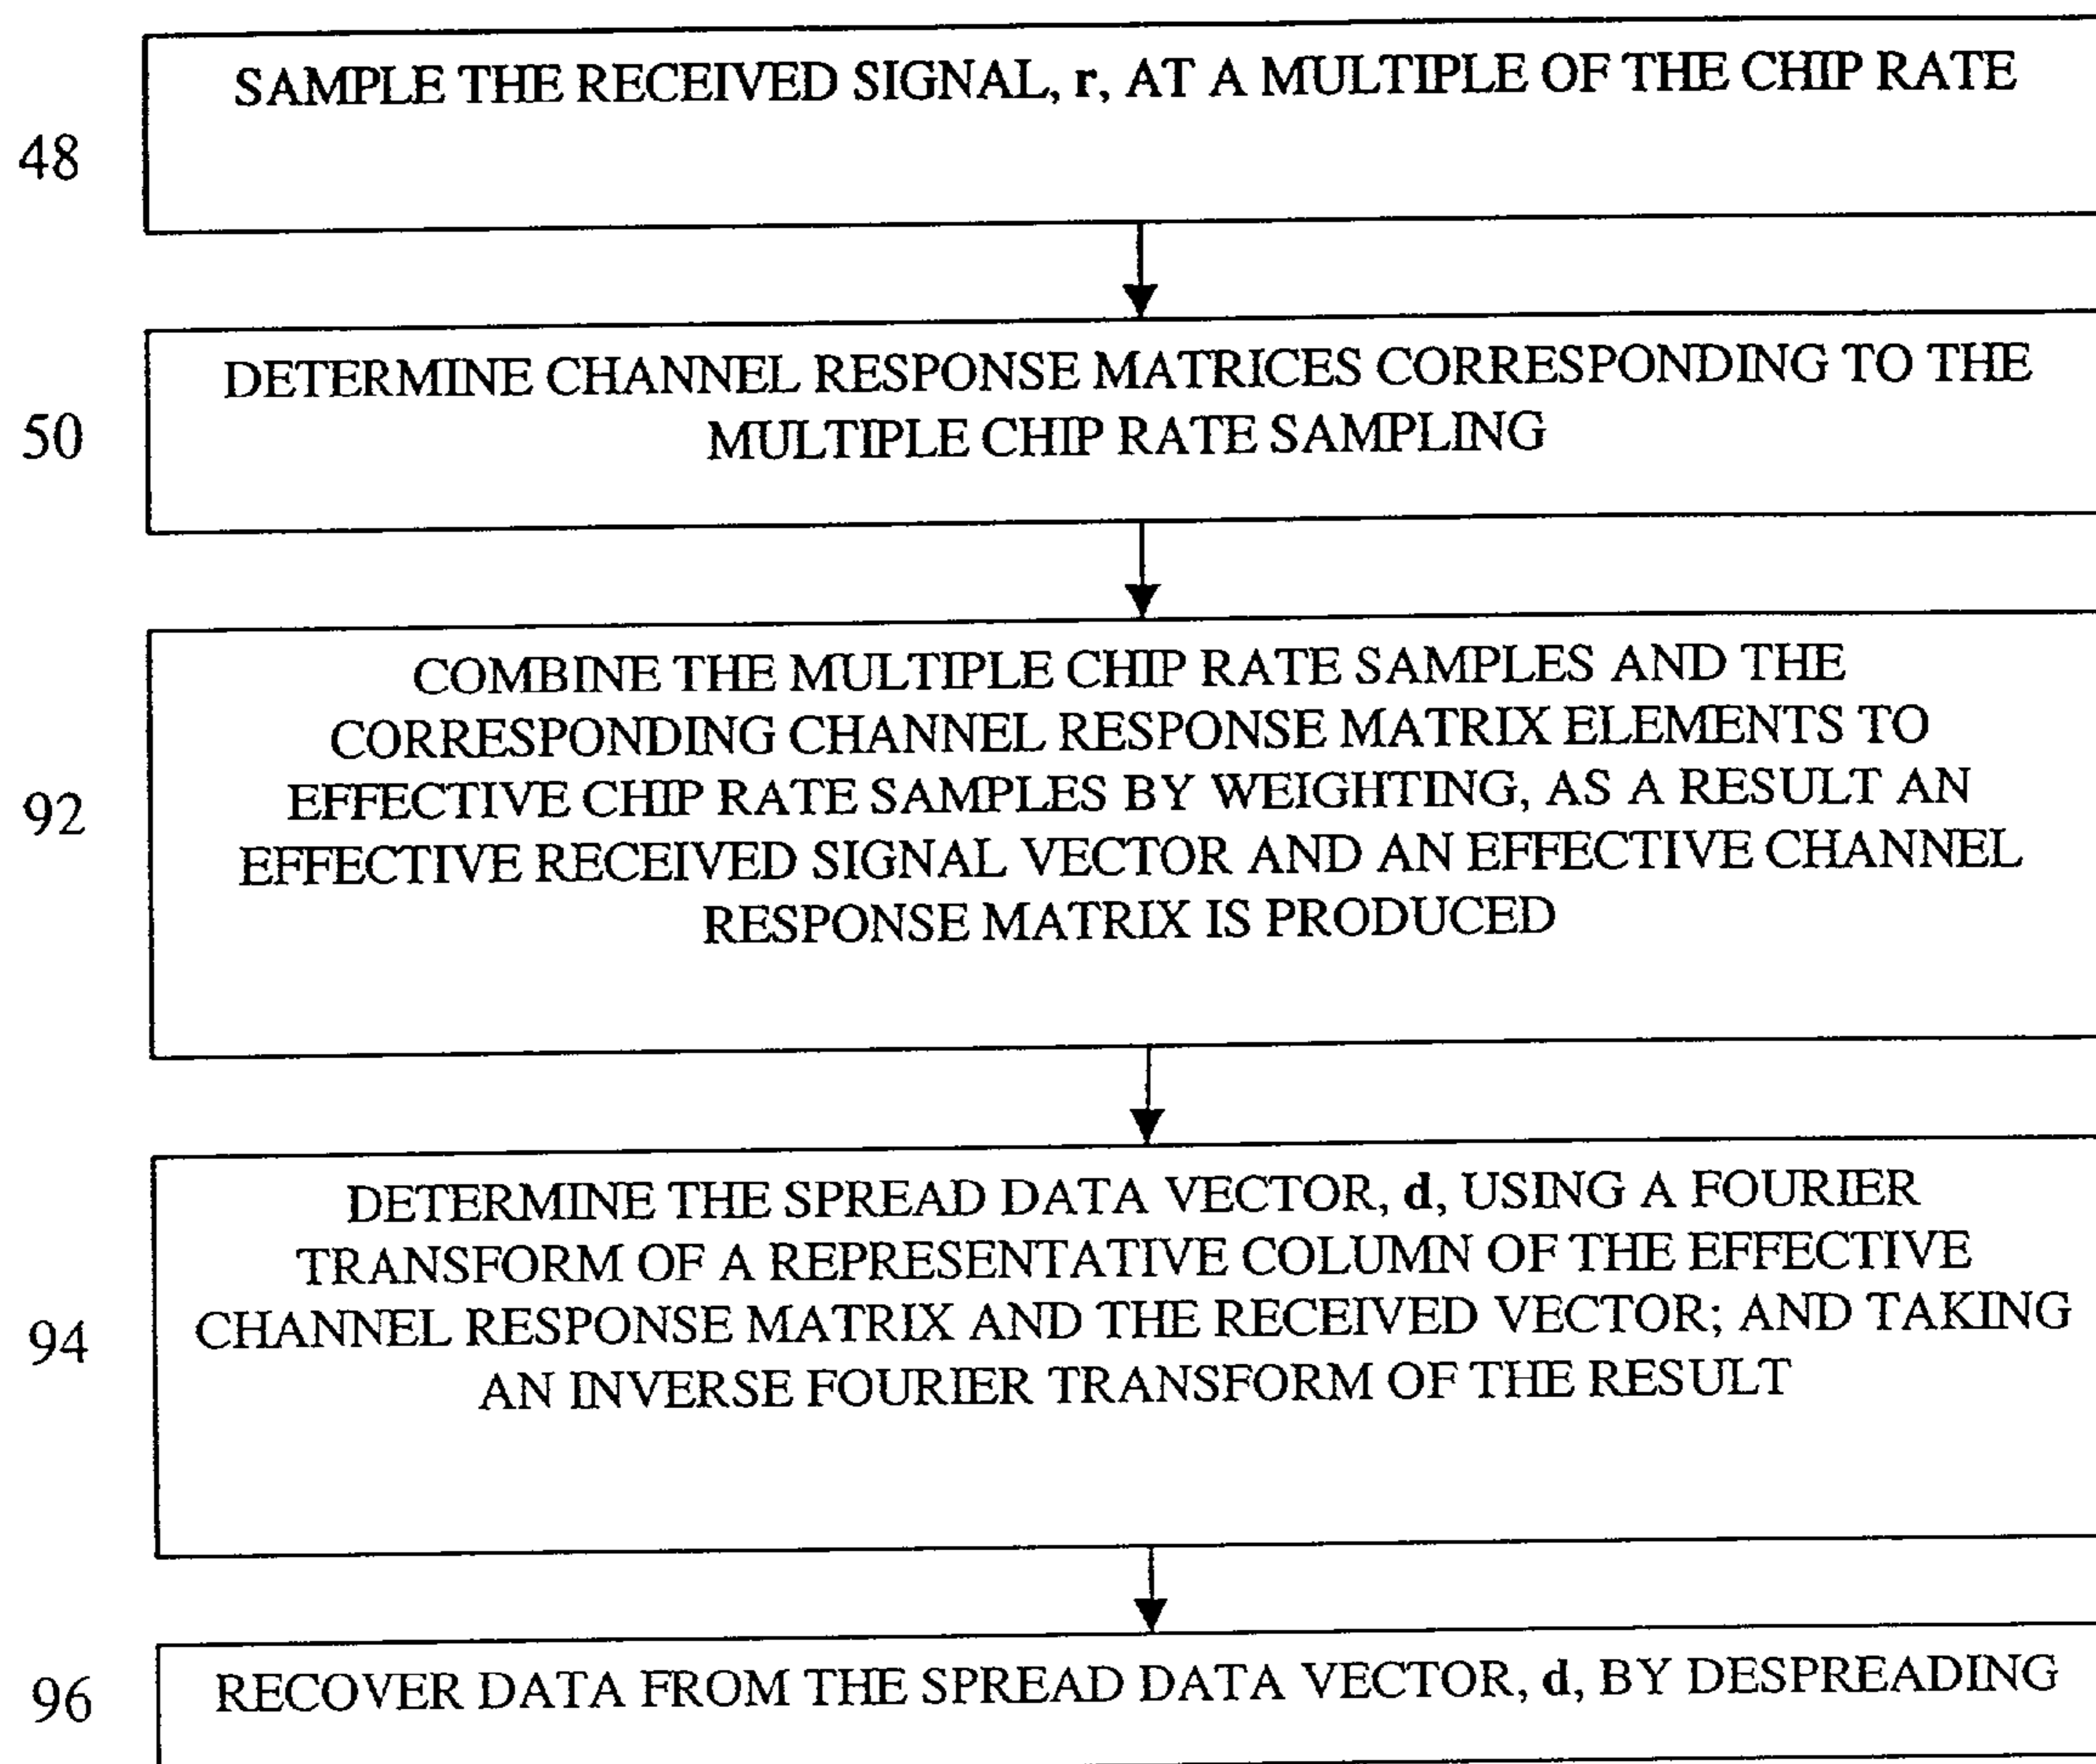 SAMPLE THE RECEIVED SIGNAL, r, AT A MULTIPLE OF THE CHIP RATE
48
DETERMINE CHANNEL RESPONSE MATRICES CORRESPONDING TO THE
MULTIPLE CHIP RATE SAMPLING
50
COMBINE THE MULTIPLE CHIP RATE SAMPLES AND THE
CORRESPONDING CHANNEL RESPONSE MATRIX ELEMENTS TO
EFFECTIVE CHIP RATE SAMPLES BY WEIGHTING, AS A RESULT AN
EFFECTIVE RECEIVED SIGNAL VECTOR AND AN EFFECTIVE CHANNEL
RESPONSE MATRIX IS PRODUCED
92
DETERMINE THE SPREAD DATA VECTOR, d, USING A FOURIER
TRANSFORM OF A REPRESENTATIVE COLUMN OF THE EFFECTIVE
CHANNEL RESPONSE MATRIX AND THE RECEIVED VECTOR; AND TAKING
AN INVERSE FOURIER TRANSFORM OF THE RESULT
94
RECOVER DATA FROM THE SPREAD DATA VECTOR, d, BY DESPREADING
96